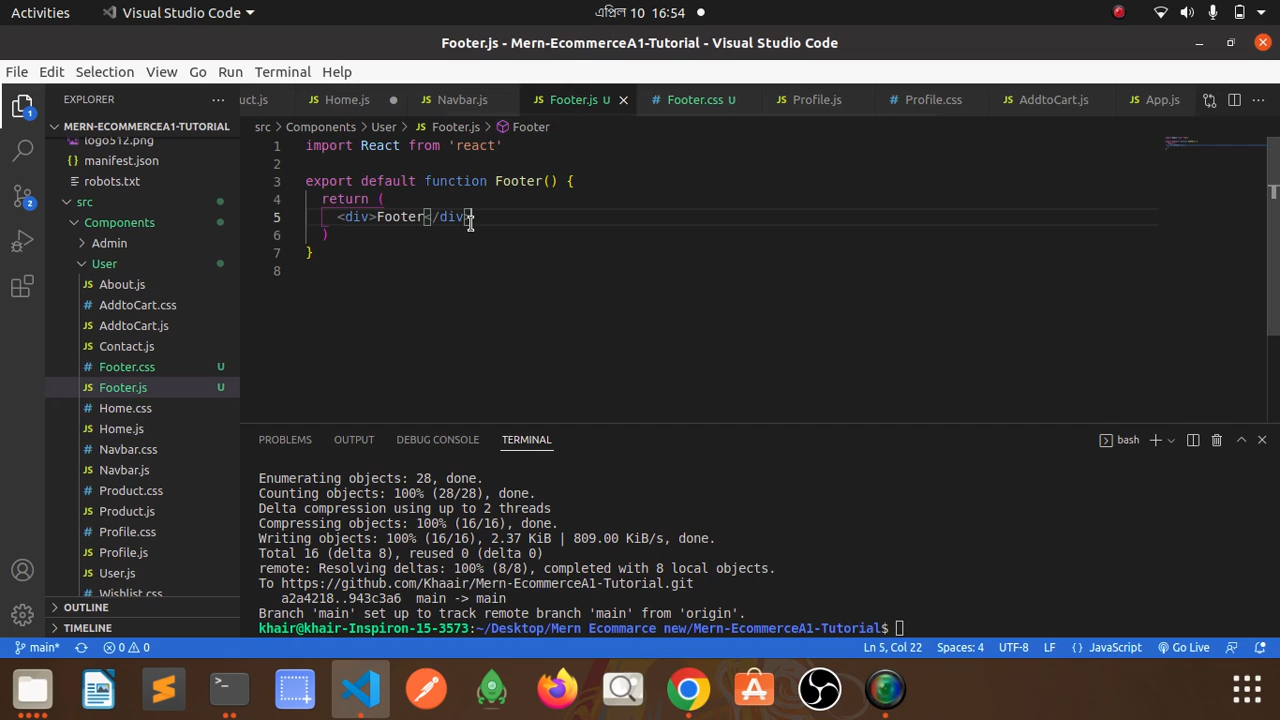 Activities Visual Studio Code এপ্রিল 10 16:54
Footer.js - Mern-EcommerceA1-Tutorial - Visual Studio Code
File Edit Selection View Go Run Terminal Help
EXPLORER
uct.js Home.js Navbar.js Footer.js U Footer.css U Profile.js Profile.css AddtoCart.js App.js
MERN-ECOMMERCEA1-TUTORIAL
src Components User Footer.js Footer
logo512.png
manifest.json
robots.txt
src
Components
Admin
User
About.js
AddtoCart.css
AddtoCart.js
Contact.js
Footer.css U
Footer.js U
Home.css
Home.js
Navbar.css
Navbar.js
Product.css
Product.js
Profile.css
Profile.js
User.js
Wishlist.css
OUTLINE
TIMELINE
1 import React from 'react'
2
3 export default function Footer() {
4 return (
5 <div>Footer</div>
6 )
7 }
8
PROBLEMS OUTPUT DEBUG CONSOLE TERMINAL bash
Enumerating objects: 28, done.
Counting objects: 100% (28/28), done.
Delta compression using up to 2 threads
Compressing objects: 100% (16/16), done.
Writing objects: 100% (16/16), 2.37 KiB | 809.00 KiB/s, done.
Total 16 (delta 8), reused 0 (delta 0)
remote: Resolving deltas: 100% (8/8), completed with 8 local objects.
To https://github.com/Khaair/Mern-EcommerceA1-Tutorial.git
a2a4218..943c3a6 main -> main
Branch 'main' set up to track remote branch 'main' from 'origin'.
khair@khair-Inspiron-15-3573:~/Desktop/Mern Ecommarce new/Mern-EcommerceA1-Tutorial$
main* 0 0 Ln 5, Col 22 Spaces: 4 UTF-8 LF JavaScript Go Live